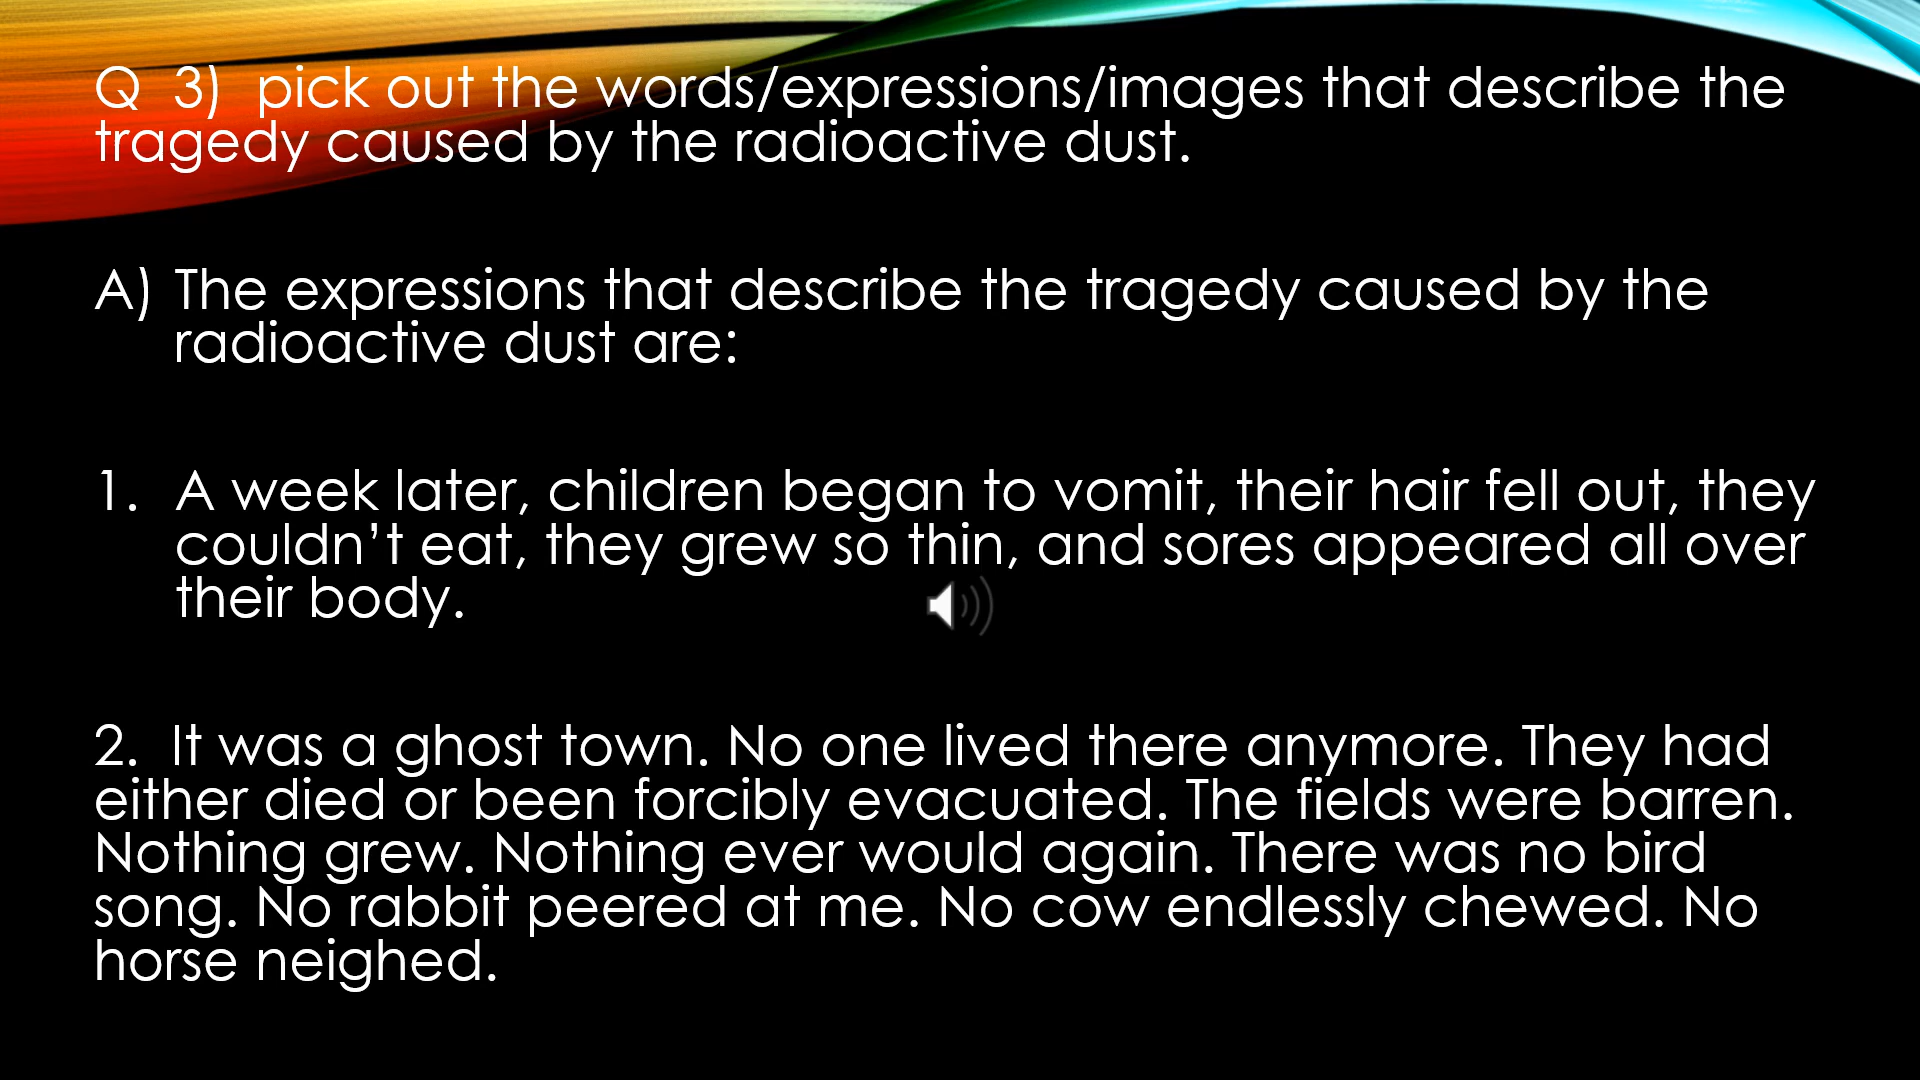 Q  3)  pick out the words/expressions/images that describe the
tragedy caused by the radioactive dust.
A) The expressions that describe the tragedy caused by the
radioactive dust are:
1. A week later, children began to vomit, their hair fell out, they
couldn’t eat, they grew so thin, and sores appeared all over
their body.
2.  It was a ghost town. No one lived there anymore. They had
either died or been forcibly evacuated. The fields were barren.
Nothing grew. Nothing ever would again. There was no bird
song. No rabbit peered at me. No cow endlessly chewed. No
horse neighed.